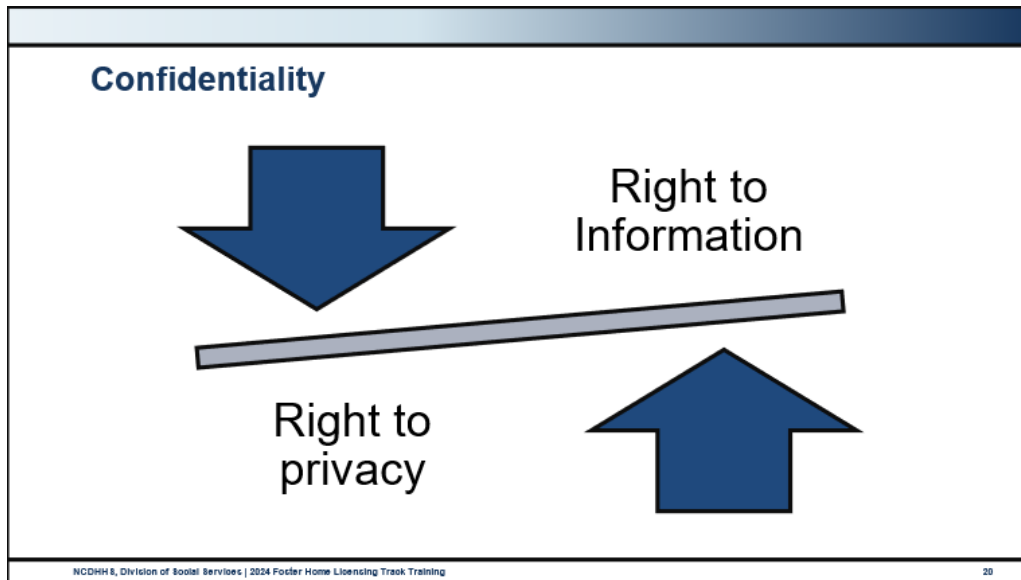 Confidentiality
Right to
Information
Right to
privacy
NCDHHS, Division of Social Services | 2024 Foster Home Licensing Track Training
20